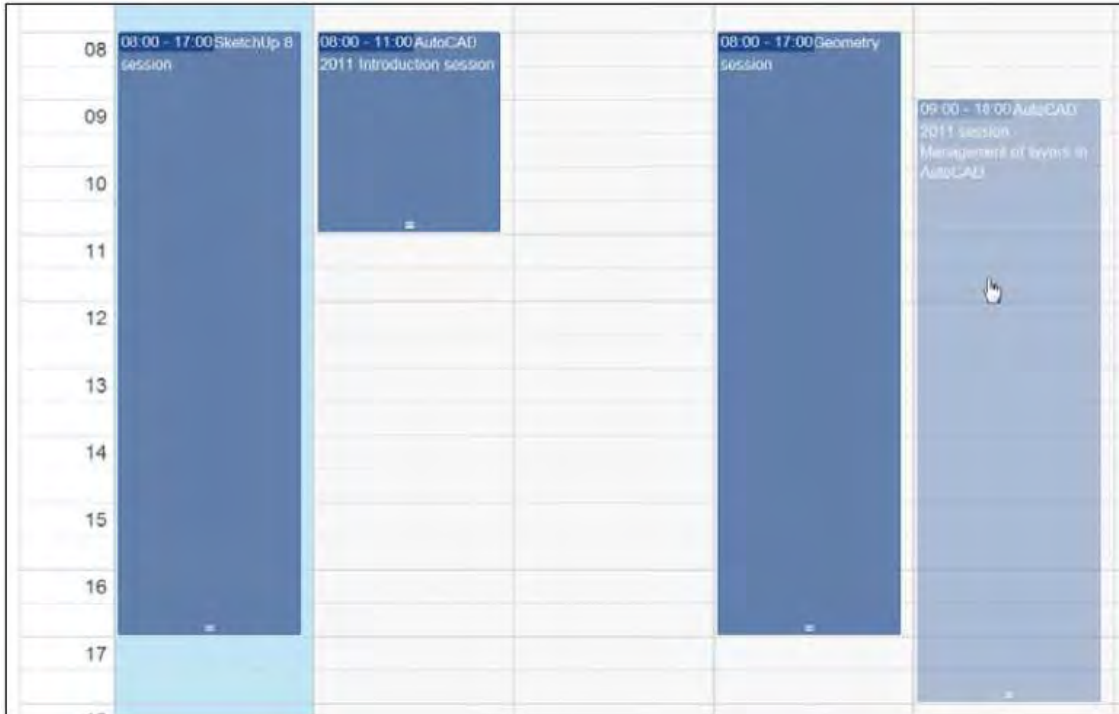 08
09
10
11
12
13
14
15
16
17
08:00 - 17:00 SketchUp 8
session
08:00 - 11:00 AutoCAD
2011 Introduction session
08:00 - 17:00 Geometry
session
09:00 - 18:00 AutoCAD
2011 session
Management of layers in
AutoCAD